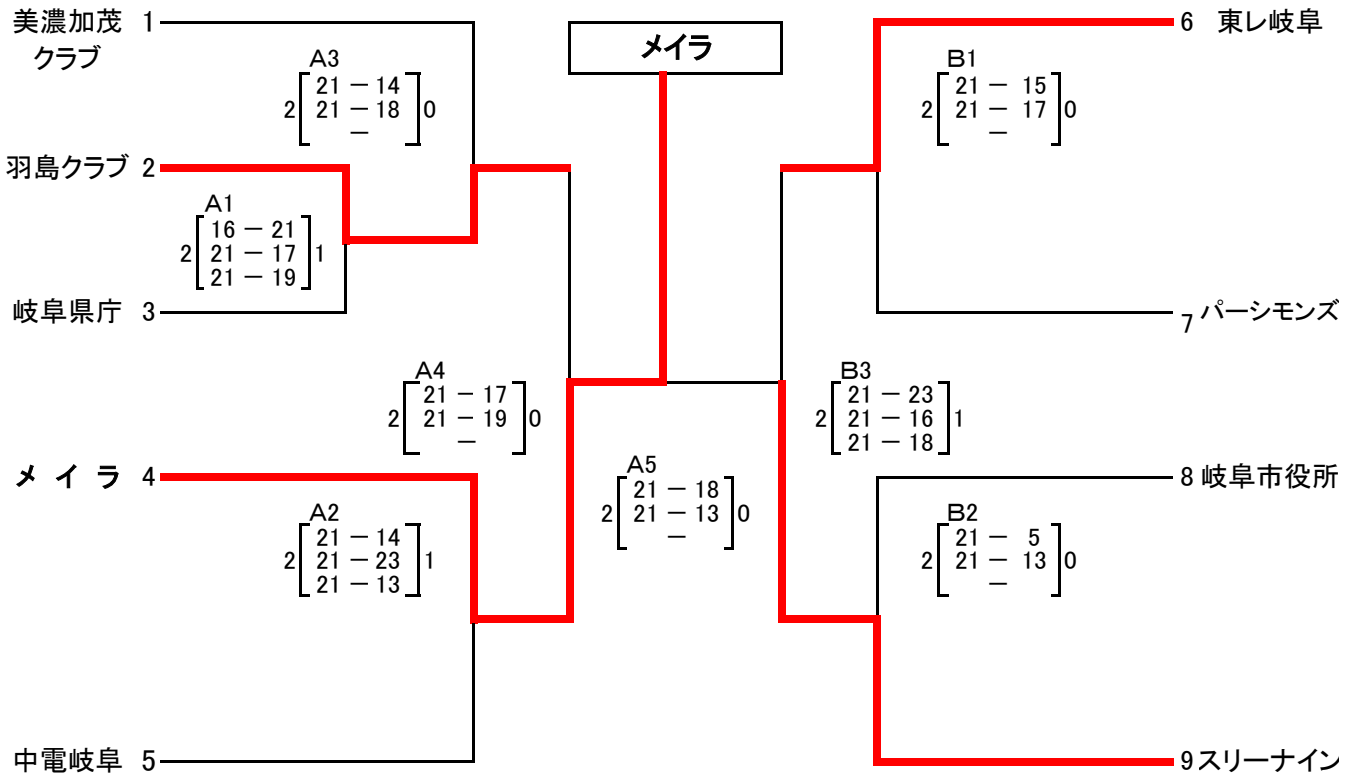 美濃加茂 1
クラブ
A3
21 － 14
2 21 － 18 0
－
羽島クラブ 2
A1
16 － 21
2 21 － 17 1
21 － 19
岐阜県庁 3
A4
21 － 17
2 21 － 19 0
－
メイラ 4
A2
21 － 14
2 21 － 23 1
21 － 13
中電岐阜 5
メイラ
A5
21 － 18
2 21 － 13 0
－
6 東レ岐阜
B1
21 － 15
2 21 － 17 0
－
7 パーシモンズ
B3
21 － 23
2 21 － 16 1
21 － 18
8 岐阜市役所
B2
21 － 5
2 21 － 13 0
－
9 スリーナイン